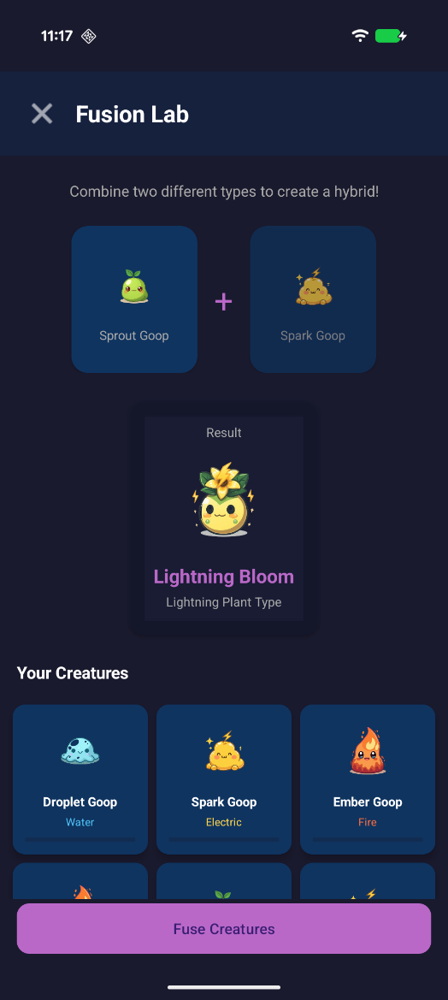 11:17
Fusion Lab
Combine two different types to create a hybrid!
Sprout Goop
+
Spark Goop
Result
Lightning Bloom
Lightning Plant Type
Your Creatures
Droplet Goop
Water
Spark Goop
Electric
Ember Goop
Fire
Fuse Creatures